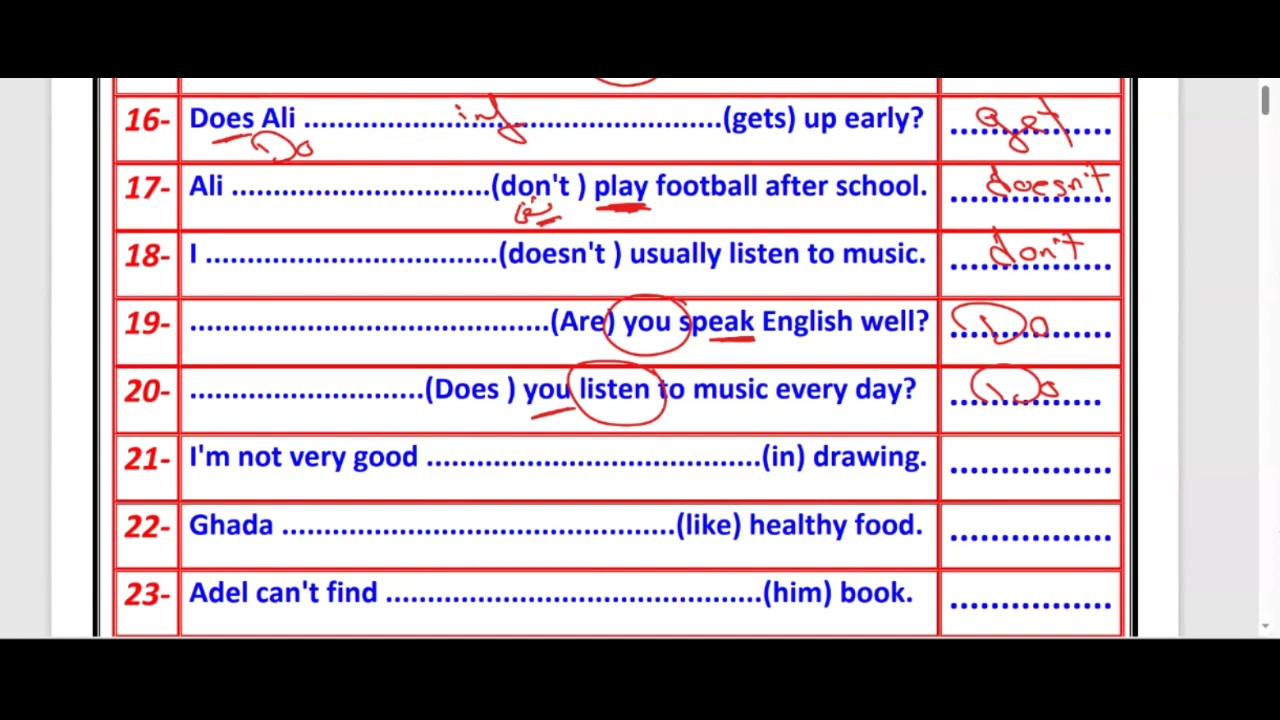 16- Does Ali ........................................................(gets) up early? get
inf
Do
17- Ali ..................................(don't ) play football after school. doesn't
18- I ......................................(doesn't ) usually listen to music. don't
19- ...............................................(Are) you speak English well? Do
20- ...............................(Does ) you listen to music every day? Do
21- I'm not very good ............................................(in) drawing. .....................
22- Ghada ....................................................(like) healthy food. .....................
23- Adel can't find .................................................(him) book. .....................